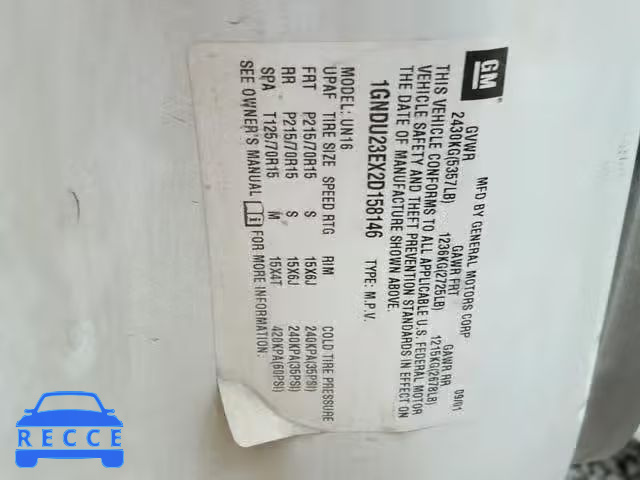 GM
MFD BY GENERAL MOTORS CORP 09/01
GVWR GAWR FRT GAWR RR
2430KG(5357LB) 1236KG(2725LB) 1215KG(2678LB)
THIS VEHICLE CONFORMS TO ALL APPLICABLE U.S. FEDERAL MOTOR
VEHICLE SAFETY AND THEFT PREVENTION STANDARDS IN EFFECT ON
THE DATE OF MANUFACTURE SHOWN ABOVE.
1GNDU23EX2D158146 TYPE: M.P.V.
MODEL: UN16
UPAF TIRE SIZE SPEED RTG RIM COLD TIRE PRESSURE
FRT P215/70R15 S 15X6J 240KPA(35PSI)
RR P215/70R15 S 15X6J 240KPA(35PSI)
SPA T125/70R15 M 15X4T 420KPA(60PSI)
SEE OWNER'S MANUAL i FOR MORE INFORMATION.
RECCE